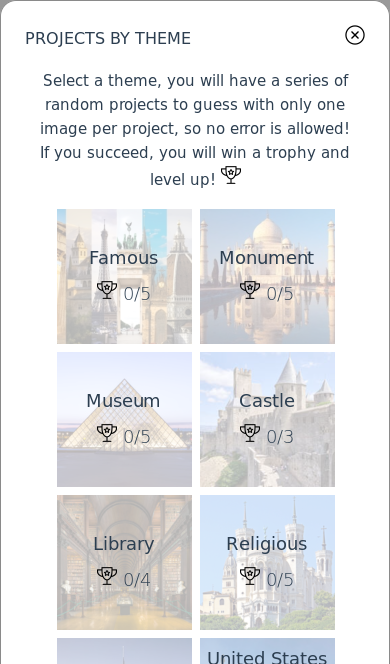 PROJECTS BY THEME
Select a theme, you will have a series of
random projects to guess with only one
image per project, so no error is allowed!
If you succeed, you will win a trophy and
level up!
Famous
0/5
Monument
0/5
Museum
0/5
Castle
0/3
Library
0/4
Religious
0/5
United States